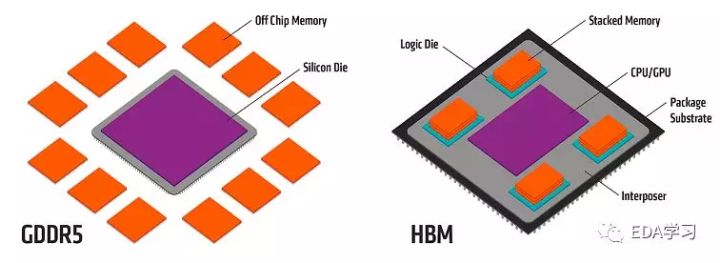 Off Chip Memory
Silicon Die
GDDR5
Stacked Memory
Logic Die
CPU/GPU
Package
Substrate
Interposer
HBM
EDA学习